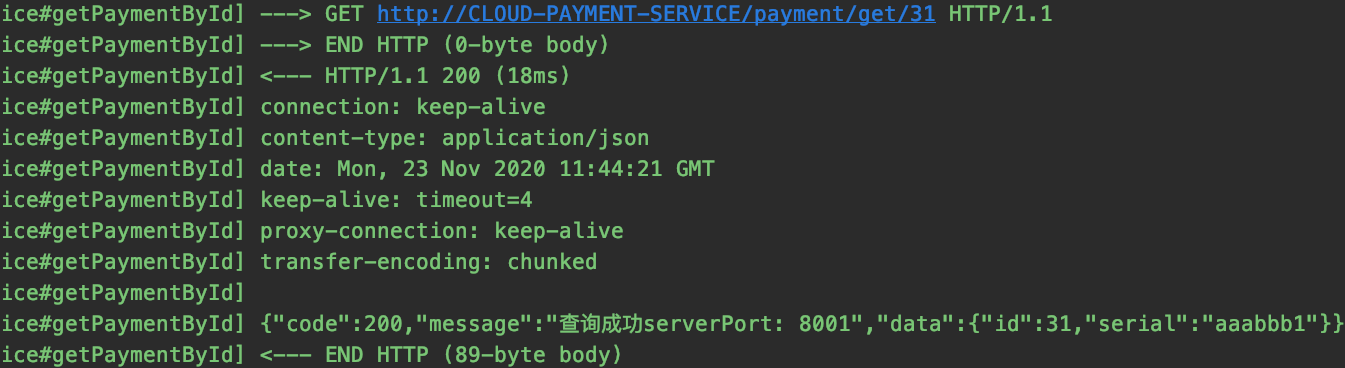 ice#getPaymentById] ---> GET http://CLOUD-PAYMENT-SERVICE/payment/get/31 HTTP/1.1
ice#getPaymentById] ---> END HTTP (0-byte body)
ice#getPaymentById] <--- HTTP/1.1 200 (18ms)
ice#getPaymentById] connection: keep-alive
ice#getPaymentById] content-type: application/json
ice#getPaymentById] date: Mon, 23 Nov 2020 11:44:21 GMT
ice#getPaymentById] keep-alive: timeout=4
ice#getPaymentById] proxy-connection: keep-alive
ice#getPaymentById] transfer-encoding: chunked
ice#getPaymentById]
ice#getPaymentById] {"code":200,"message":"查询成功serverPort: 8001","data":{"id":31,"serial":"aaabbb1"}}
ice#getPaymentById] <--- END HTTP (89-byte body)